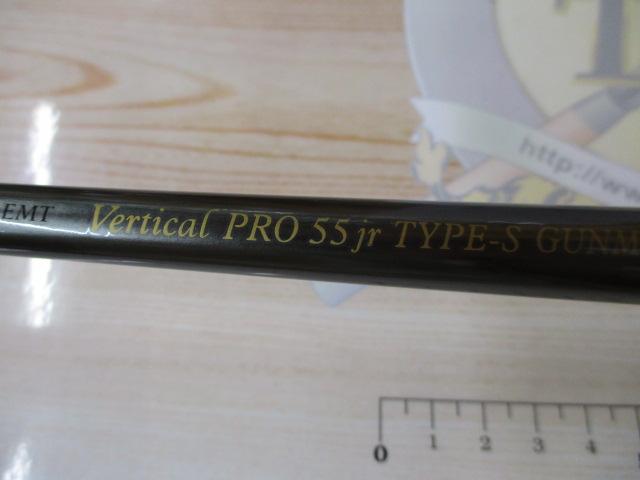 EMT Vertical PRO 55 jr TYPE-S GUNM
http://ww
0 1 2 3 4